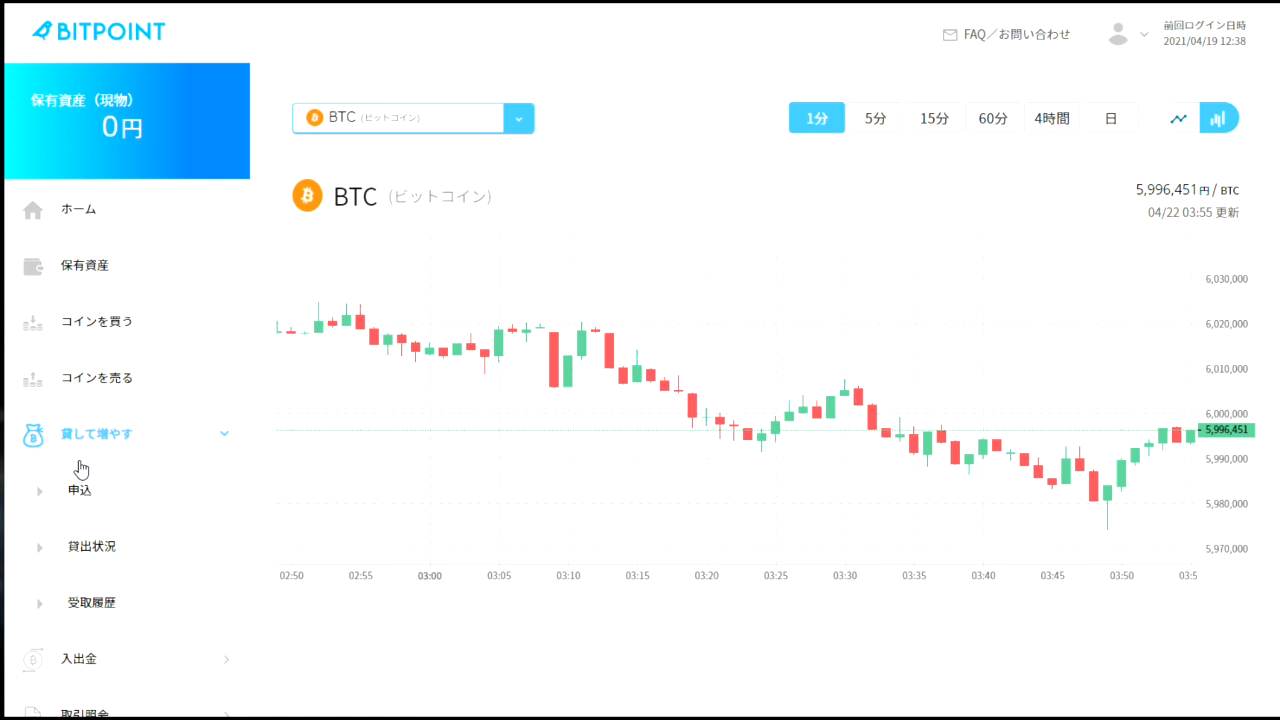 BITPOINT
FAQ／お問い合わせ
前回ログイン日時
2021/04/19 12:38
保有資産（現物）
0円
ホーム
保有資産
コインを買う
コインを売る
貸して増やす
申込
貸出状況
受取履歴
入出金
取引照会
BTC（ビットコイン）
1分 5分 15分 60分 4時間 日
BTC（ビットコイン）
5,996,451円 / BTC
04/22 03:55 更新
6,030,000
6,020,000
6,010,000
6,000,000
5,996,451
5,990,000
5,980,000
5,970,000
02:50 02:55 03:00 03:05 03:10 03:15 03:20 03:25 03:30 03:35 03:40 03:45 03:50 03:5